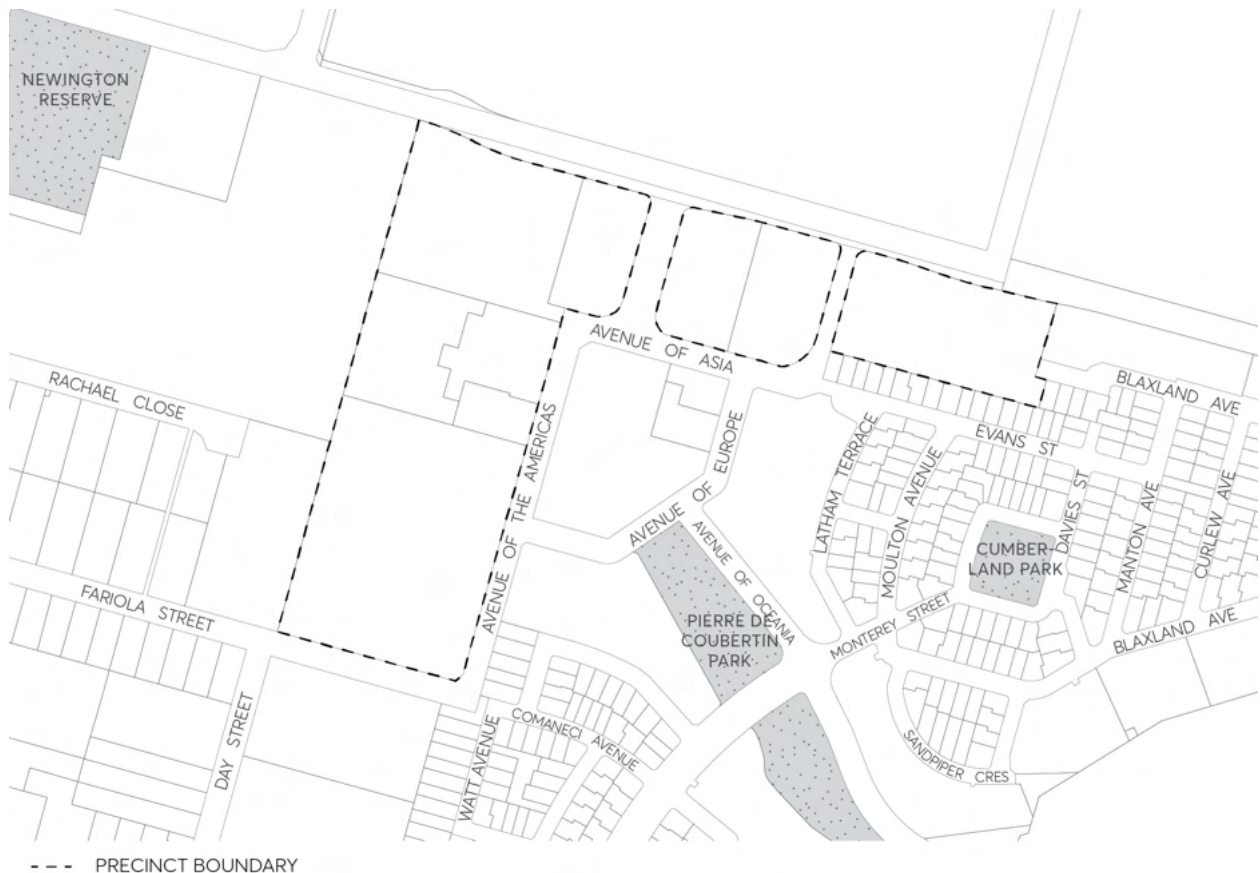 NEWINGTON
RESERVE
RACHAEL CLOSE
FARIOLA STREET
DAY STREET
AVENUE OF THE AMERICAS
AVENUE OF ASIA
AVENUE OF EUROPE
AVENUE OF OCEANIA
PIERRE DE
COUBERTIN
PARK
WATT AVENUE
COMANECI AVENUE
LATHAM TERRACE
MOULTON AVENUE
EVANS ST
BLAXLAND AVE
DAVIES ST
MANTON AVE
CURLEW AVE
CUMBER-
LAND PARK
MONTEREY STREET
BLAXLAND AVE
SANDPIPER CRES
PRECINCT BOUNDARY